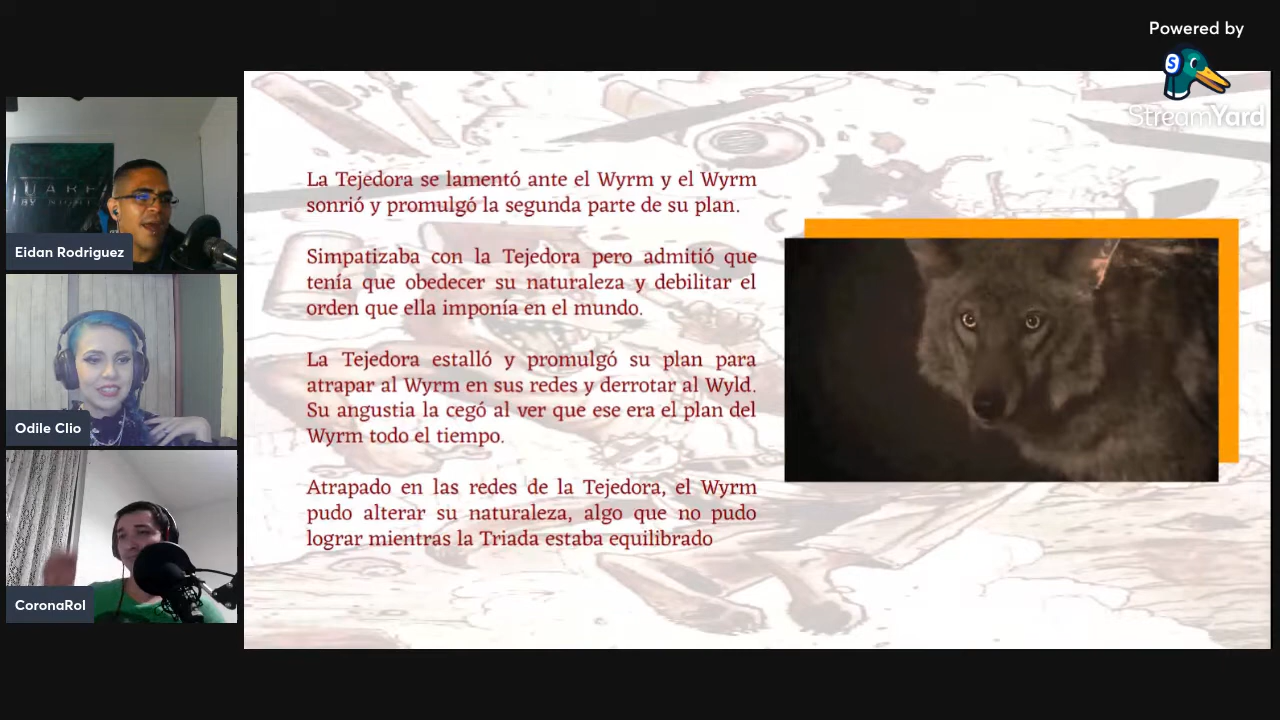 Powered by
StreamYard
UARK
BY NIGHT
Eidan Rodriguez
Odile Clio
CoronaRol
La Tejedora se lamentó ante el Wyrm y el Wyrm
sonrió y promulgó la segunda parte de su plan.
Simpatizaba con la Tejedora pero admitió que
tenía que obedecer su naturaleza y debilitar el
orden que ella imponía en el mundo.
La Tejedora estalló y promulgó su plan para
atrapar al Wyrm en sus redes y derrotar al Wyld.
Su angustia la cegó al ver que ese era el plan del
Wyrm todo el tiempo.
Atrapado en las redes de la Tejedora, el Wyrm
pudo alterar su naturaleza, algo que no pudo
lograr mientras la Triada estaba equilibrado